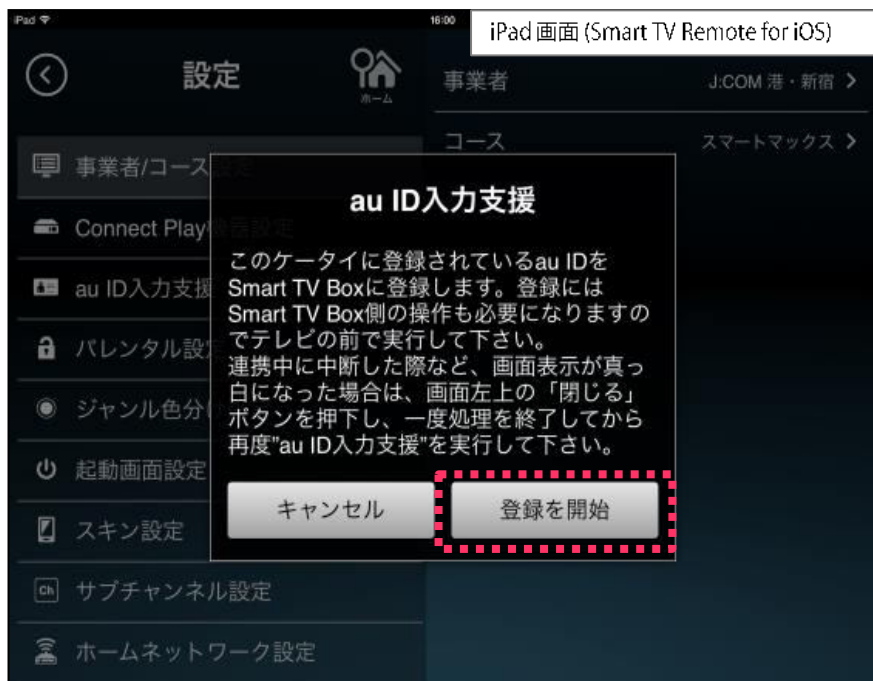 iPad
16:00
iPad 画面 (Smart TV Remote for iOS)
設定
ホーム
事業者
J:COM 港・新宿
コース
スマートマックス
事業者/コース
Connect Play
au ID入力支援
パレンタル設
ジャンル色分
起動画面設定
スキン設定
Ch サブチャンネル設定
ホームネットワーク設定
au ID入力支援
このケータイに登録されているau IDを
Smart TV Boxに登録します。登録には
Smart TV Box側の操作も必要になりますの
でテレビの前で実行して下さい。
連携中に中断した際など、画面表示が真っ
白になった場合は、画面左上の「閉じる」
ボタンを押下し、一度処理を終了してから
再度"au ID入力支援"を実行して下さい。
キャンセル
登録を開始